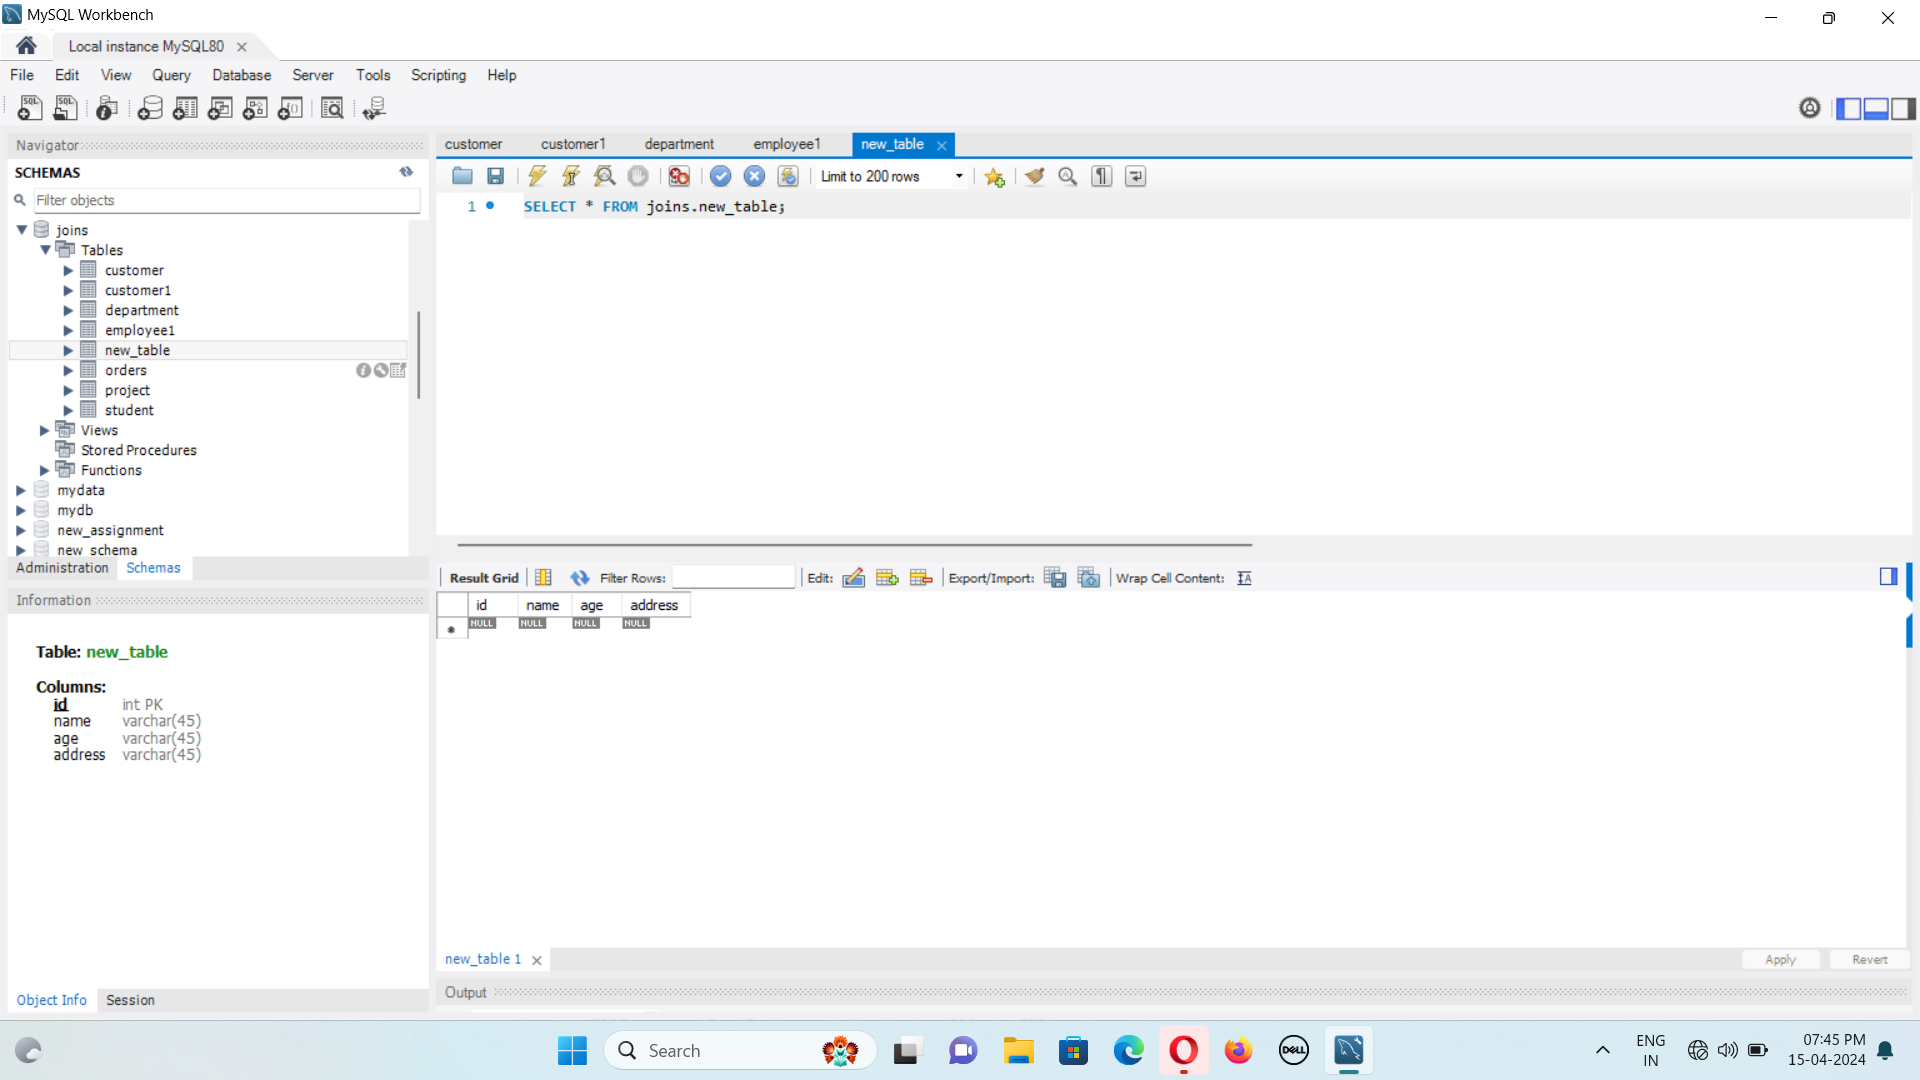 MySQL Workbench
Local instance MySQL80
File Edit View Query Database Server Tools Scripting Help
Navigator
SCHEMAS
Filter objects
joins
Tables
customer
customer1
department
employee1
new_table
orders
project
student
Views
Stored Procedures
Functions
mydata
mydb
new_assignment
new_schema
Administration Schemas
Information
Table: new_table
Columns:
id int PK
name varchar(45)
age varchar(45)
address varchar(45)
Object Info Session
customer customer1 department employee1 new_table
Limit to 200 rows
1 SELECT * FROM joins.new_table;
Result Grid Filter Rows: Edit: Export/Import: Wrap Cell Content:
id name age address
NULL NULL NULL NULL
new_table 1
Apply Revert
Output
Search
DELL
ENG
IN
07:45 PM
15-04-2024